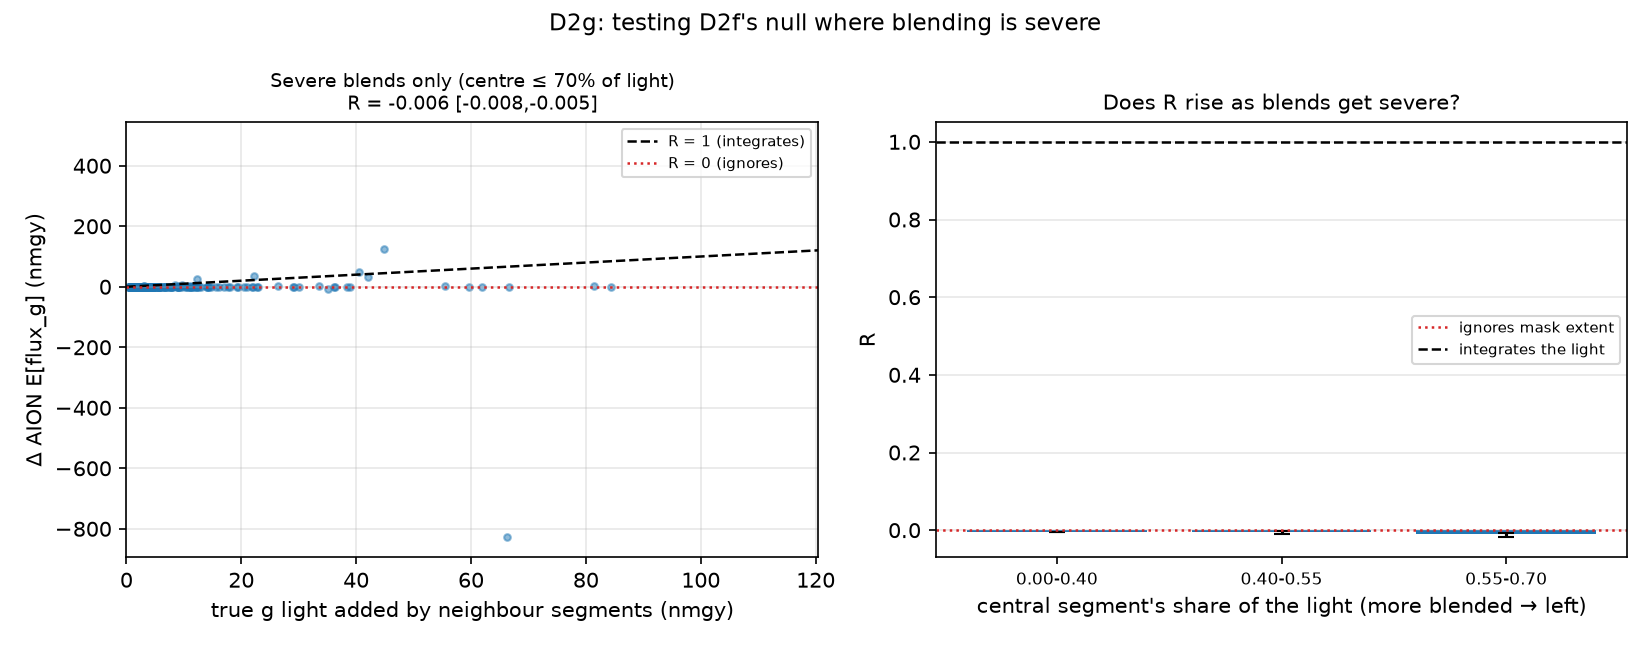 D2g: testing D2f's null where blending is severe
Severe blends only (centre ≤ 70% of light)
R = -0.006 [-0.008,-0.005]
R = 1 (integrates)
R = 0 (ignores)
400
200
0
−200
−400
−600
−800
Δ AION E[flux_g] (nmgy)
0 20 40 60 80 100 120
true g light added by neighbour segments (nmgy)
Does R rise as blends get severe?
1.0
0.8
0.6
0.4
0.2
0.0
R
ignores mask extent
integrates the light
0.00-0.40 0.40-0.55 0.55-0.70
central segment's share of the light (more blended → left)